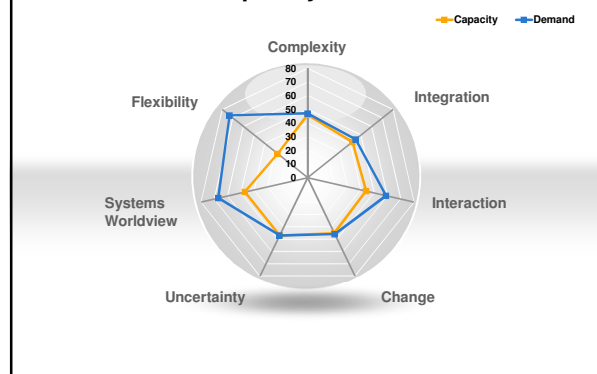 Capacity Demand
Complexity
80
70
60
50
40
30
20
10
0
Flexibility
Integration
Systems
Worldview
Interaction
Uncertainty
Change